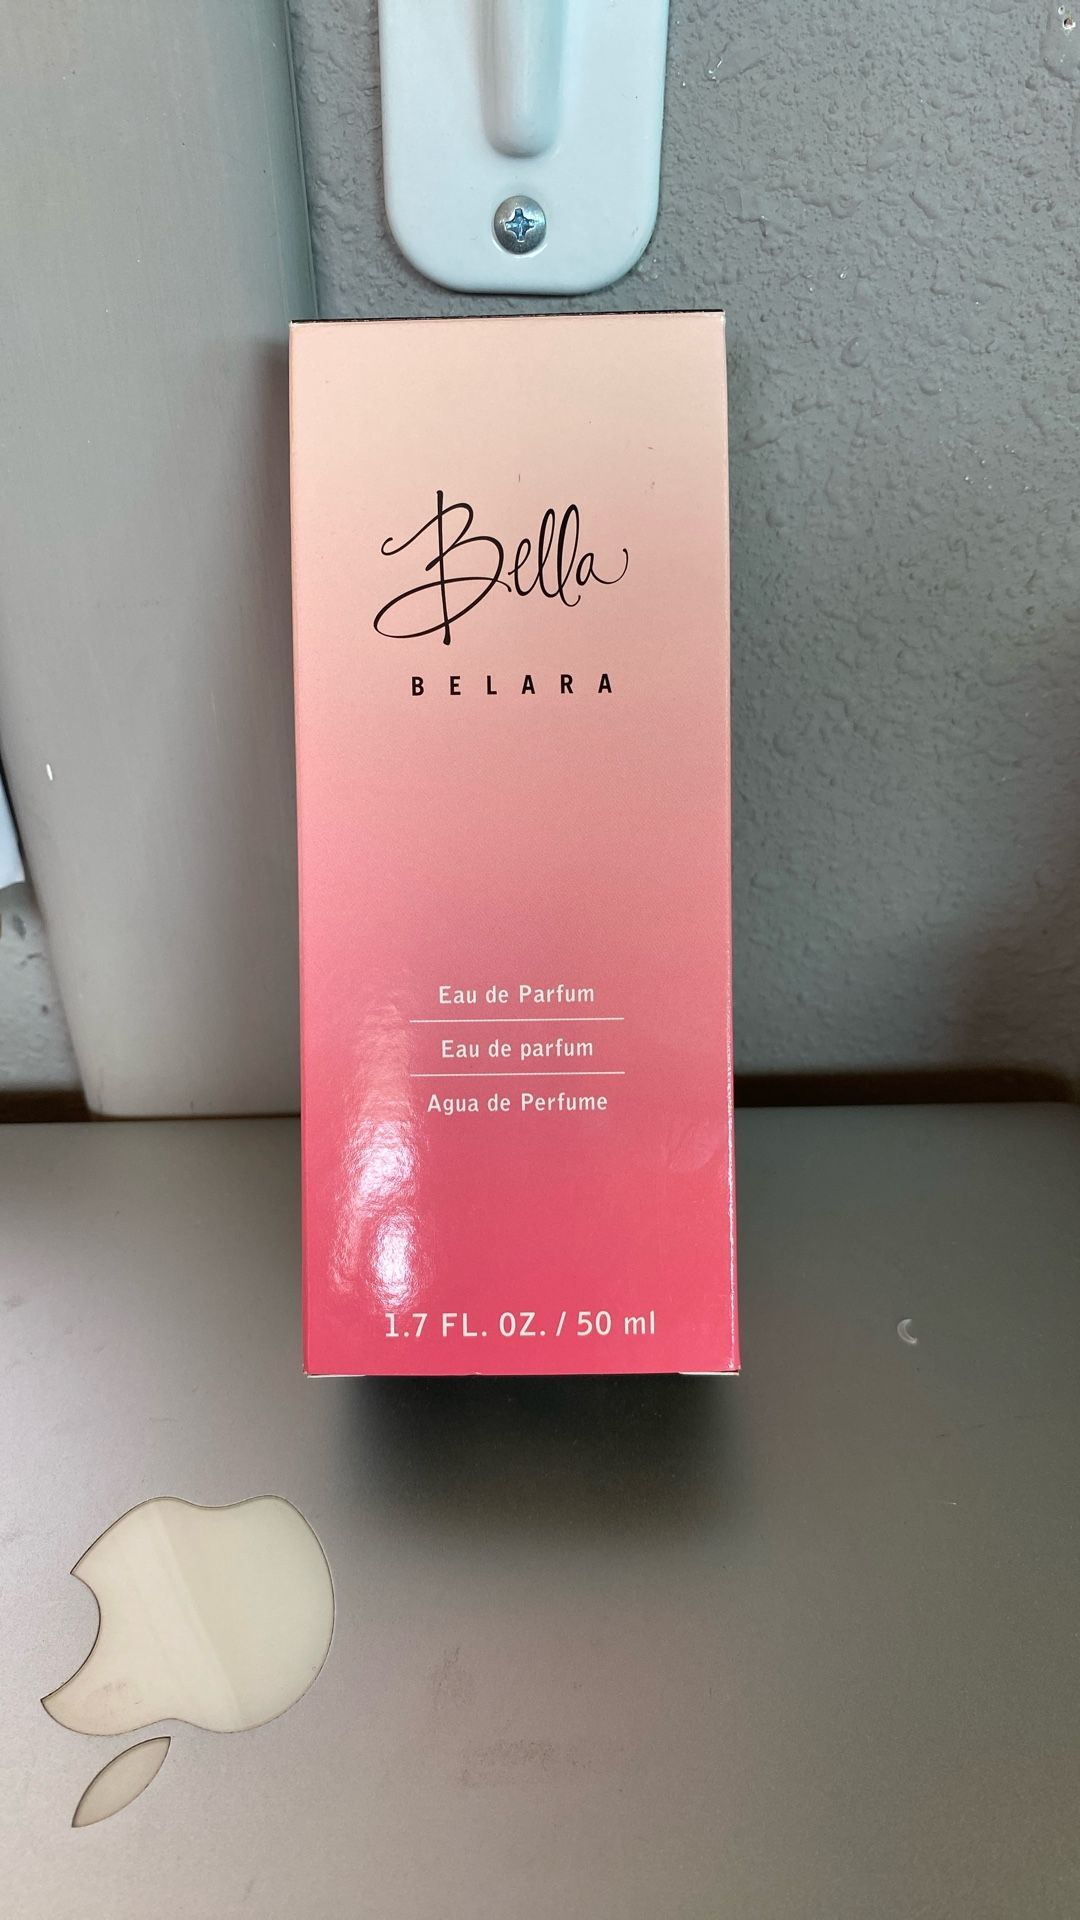 Bella
BELARA
Eau de Parfum
Eau de parfum
Agua de Perfume
1.7 FL. OZ. / 50 ml